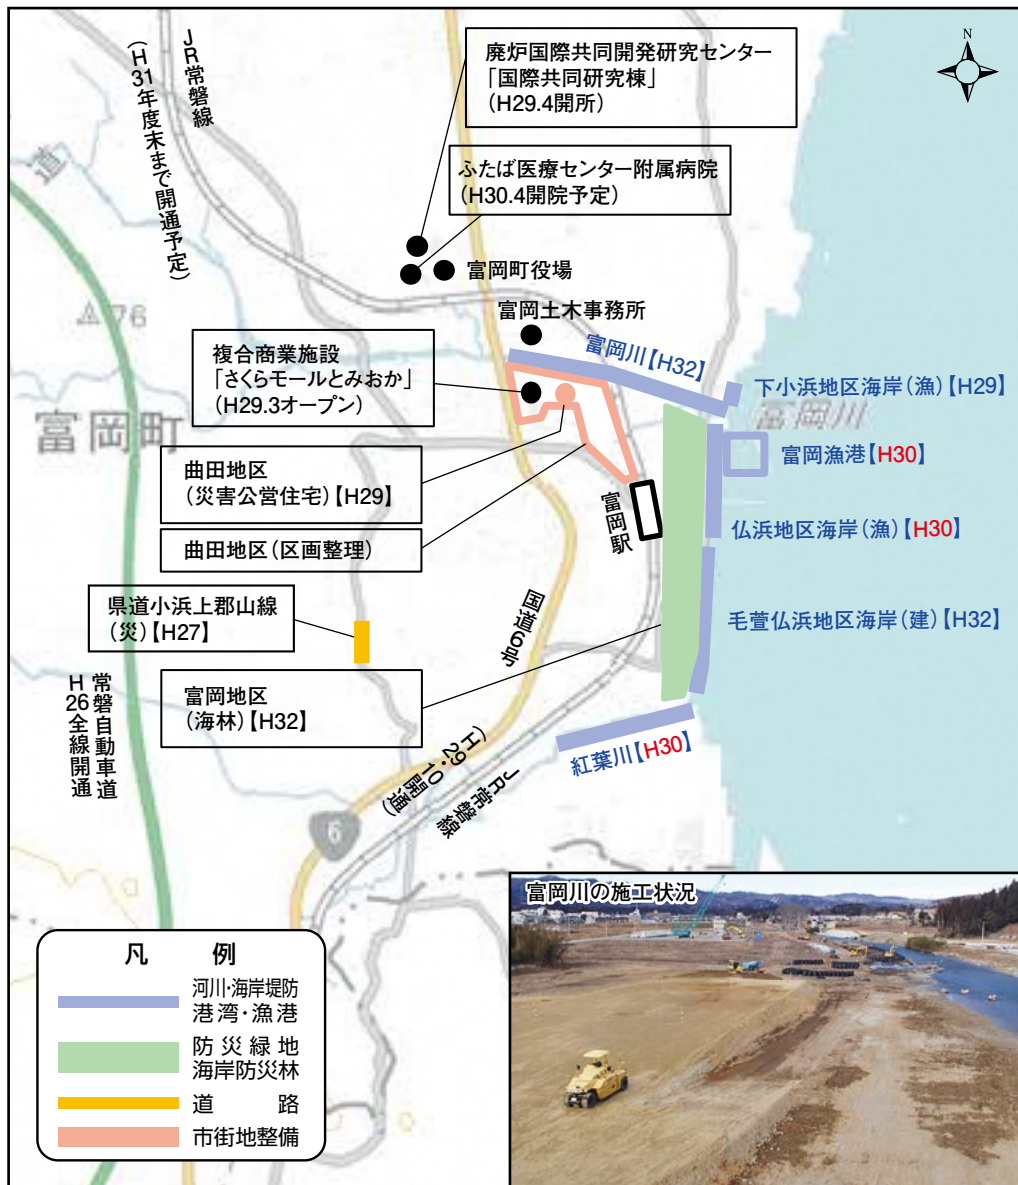 N
廃炉国際共同開発研究センター
「国際共同研究棟」
(H29.4開所)
JR常磐線
(H31年度末まで開通予定)
ふたば医療センター附属病院
(H30.4開院予定)
道
富岡町役場
富岡土木事務所
76
複合商業施設
「さくらモールとみおか」
(H29.3オープン)
富岡川【H32】
下小浜地区海岸(漁)【H29】
富岡川
富岡町
富岡漁港【H30】
曲田地区
(災害公営住宅)【H29】
富岡駅
仏浜地区海岸(漁)【H30】
曲田地区(区画整理)
県道小浜上郡山線
(災)【H27】
国道6号
毛萱仏浜地区海岸(建)【H32】
富岡地区
(海林)【H32】
常磐自動車道
H26全線開通
紅葉川【H30】
JR常磐線
(H29.10開通)
6
富岡川の施工状況
凡 例
河川・海岸堤防
港湾・漁港
防災緑地
海岸防災林
道 路
市街地整備